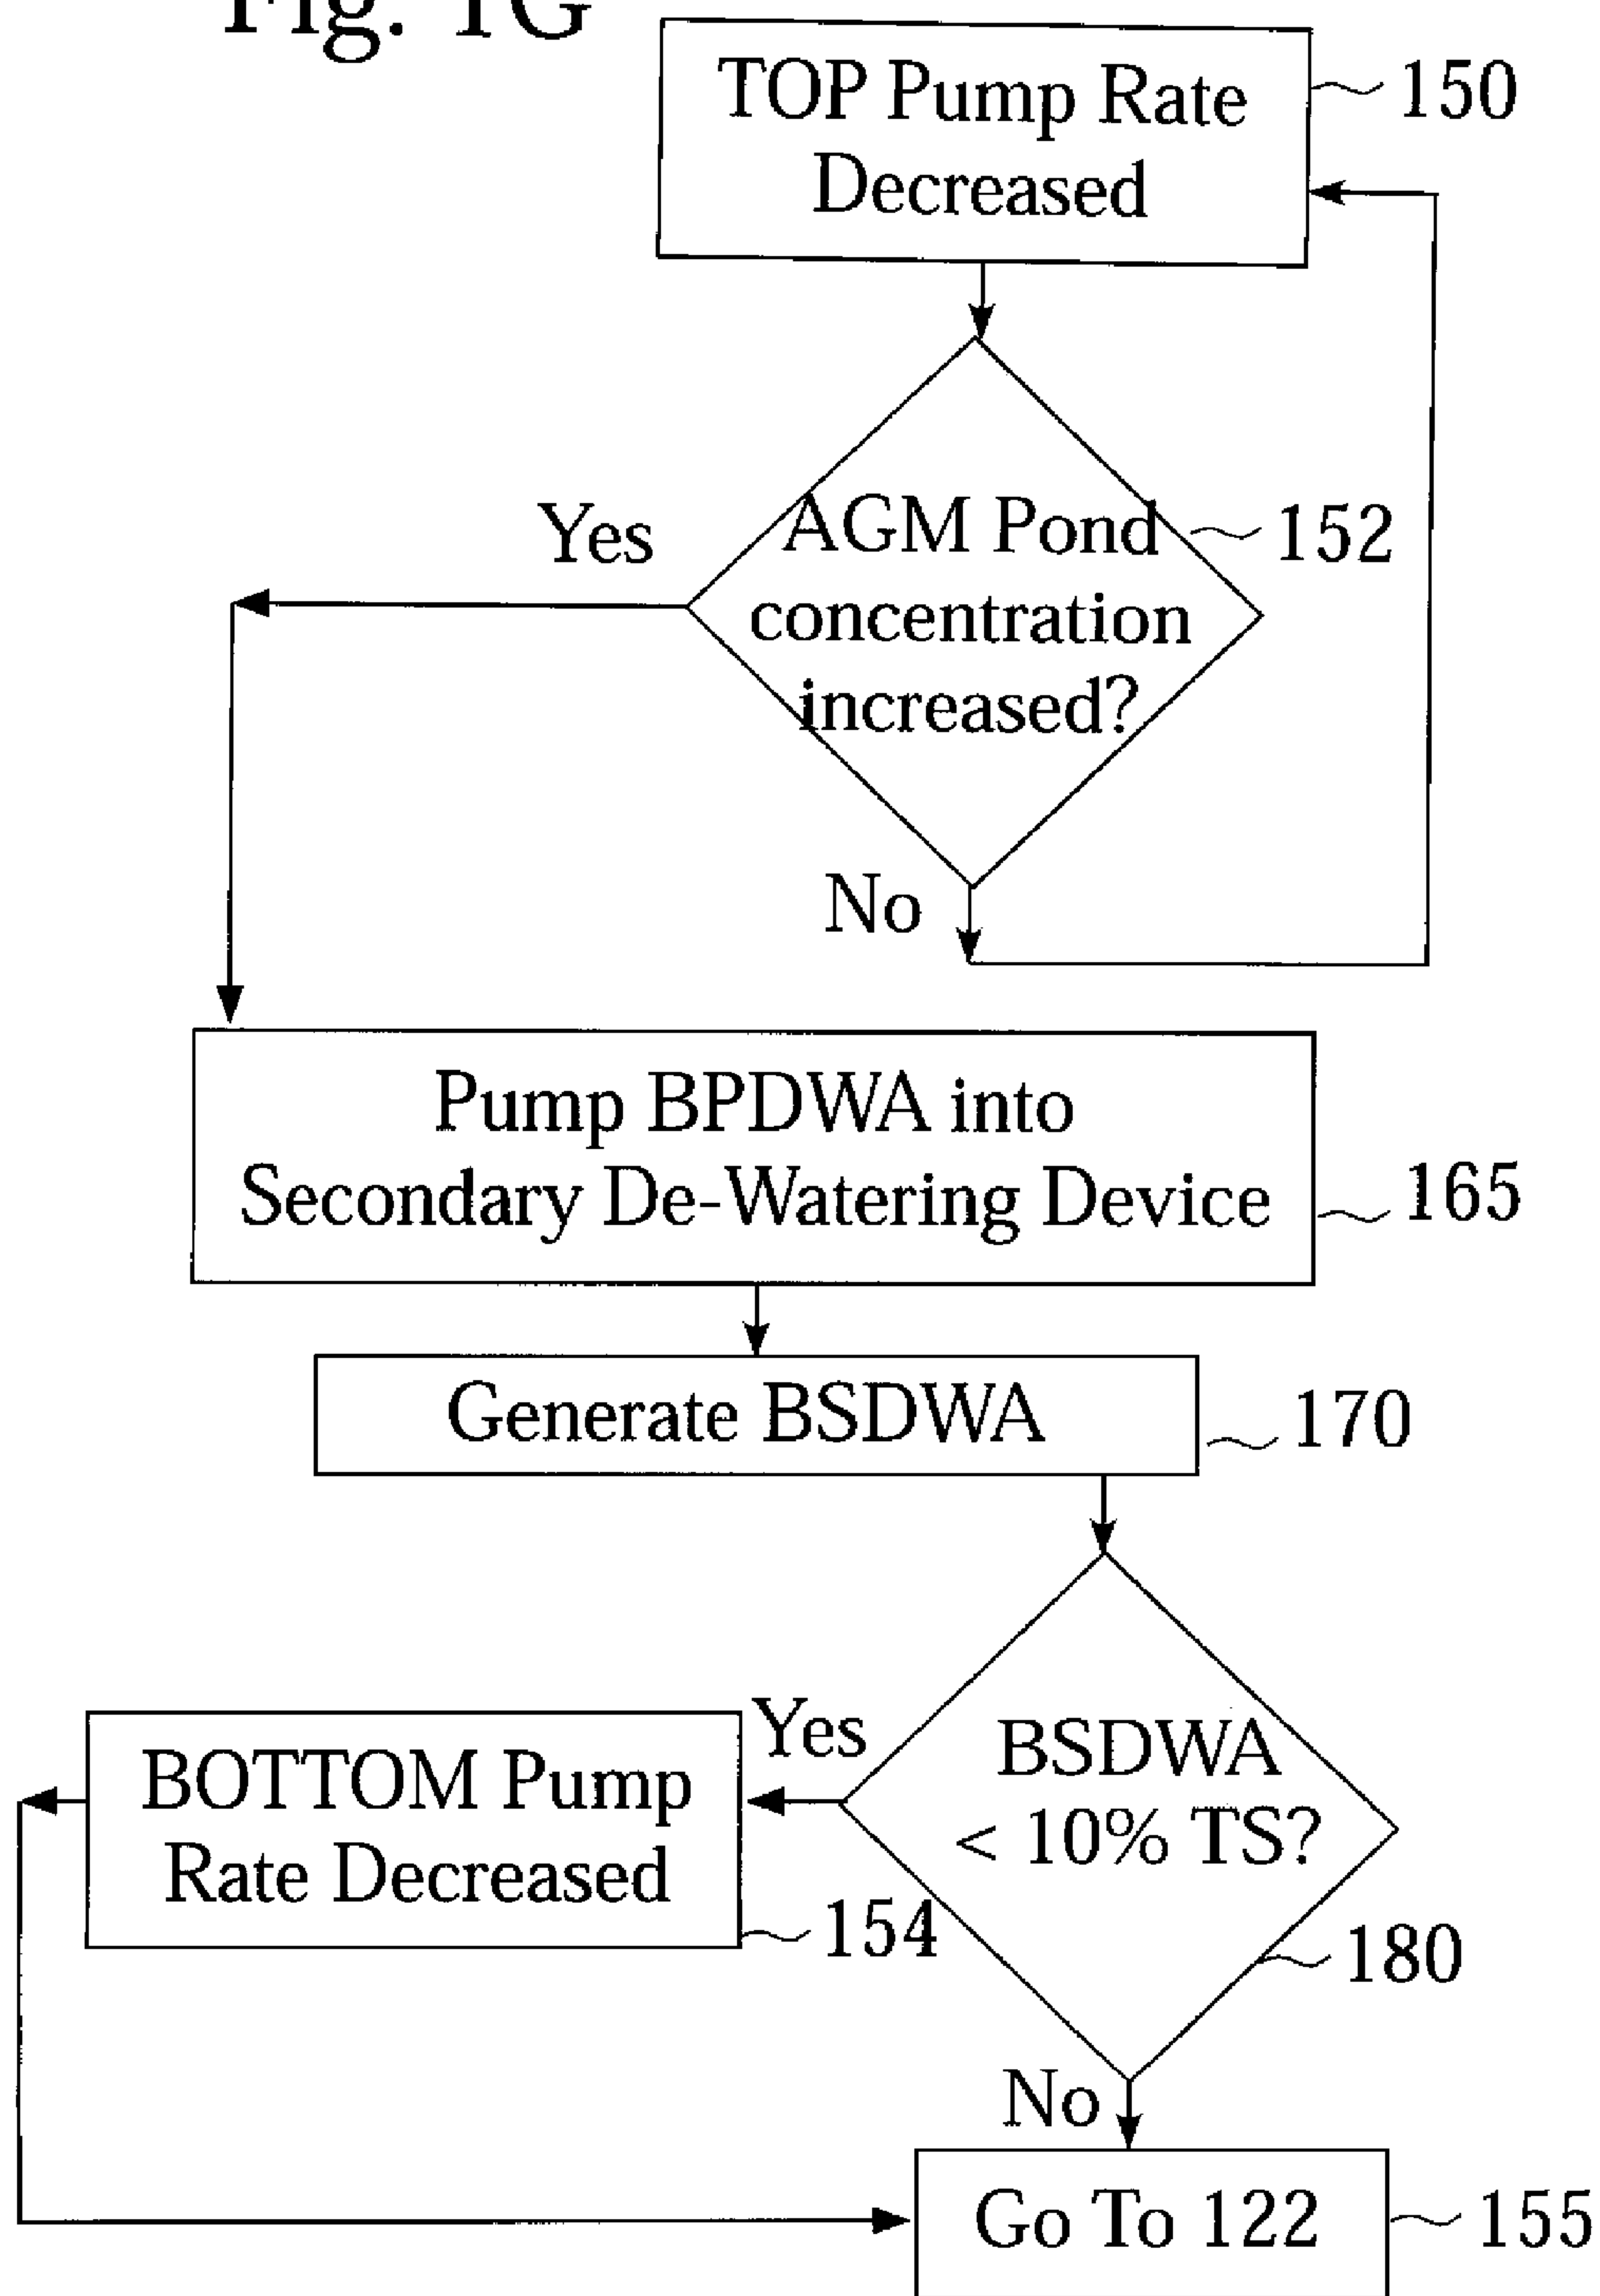 Fig. 1G
TOP Pump Rate
Decreased
150
AGM Pond
concentration
increased?
152
Yes
No
Pump BPDWA into
Secondary De-Watering Device
165
Generate BSDWA
170
BSDWA
< 10% TS?
180
Yes
BOTTOM Pump
Rate Decreased
154
No
Go To 122
155